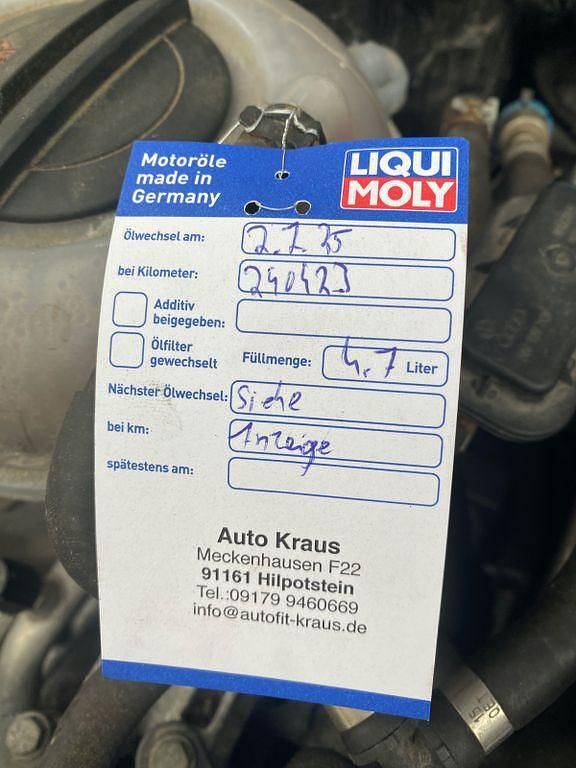 Motoröle
made in
Germany
LIQUI
MOLY
Ölwechsel am: 2.7.25
bei Kilometer: 240423
Additiv
beigegeben:
Ölfilter
gewechselt
Füllmenge: 4.7 Liter
Nächster Ölwechsel: Siehe
bei km: Anzeige
spätestens am:
Auto Kraus
Meckenhausen F22
91161 Hilpotstein
Tel.:09179 9460669
info@autofit-kraus.de